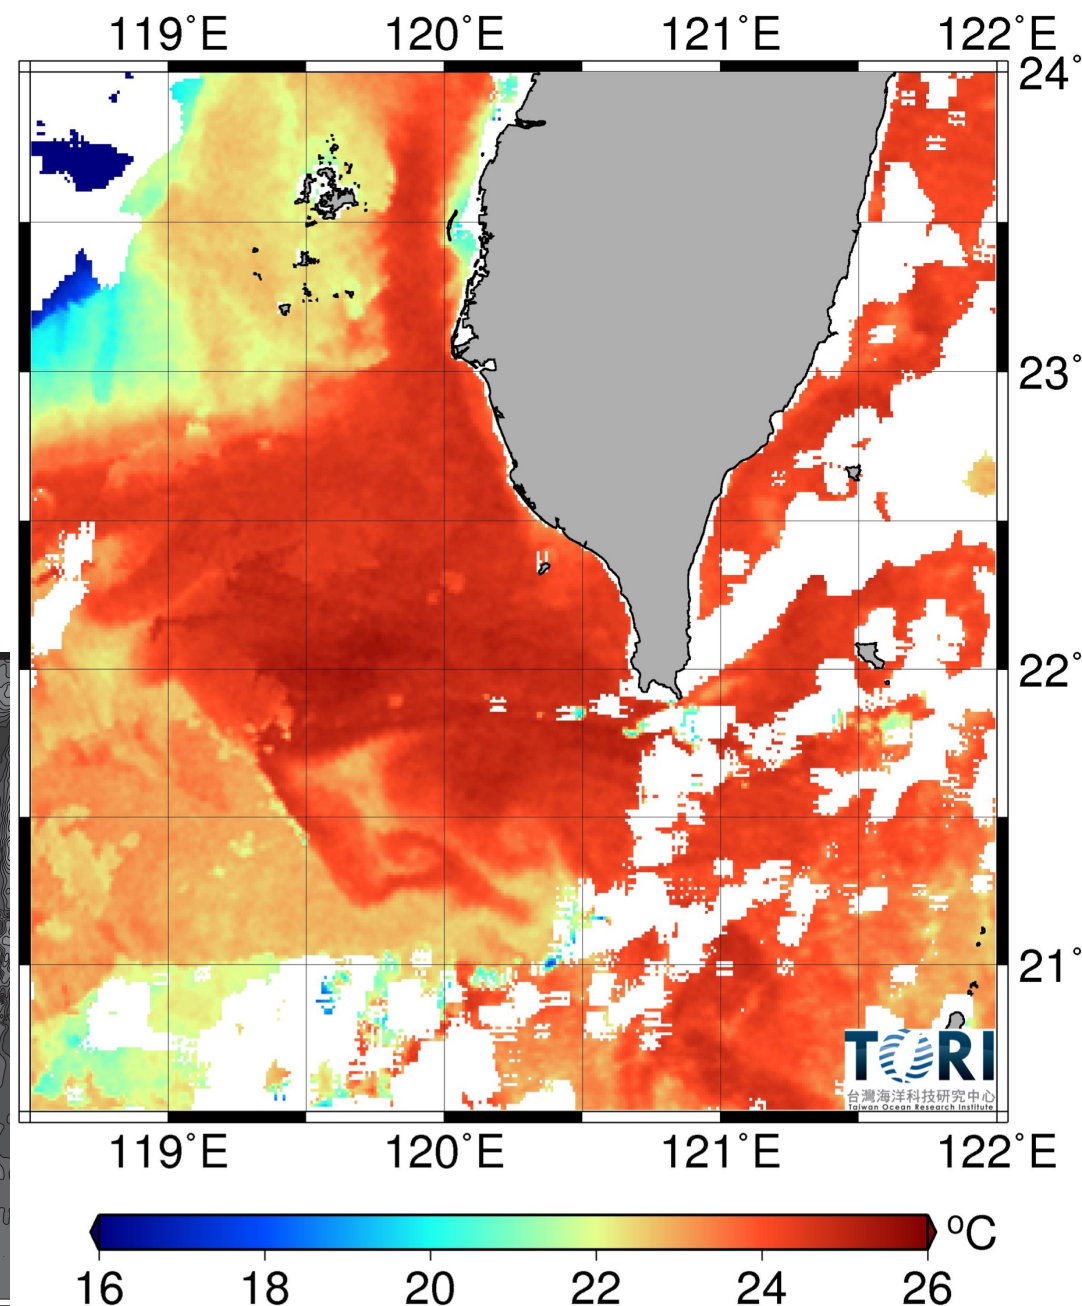 119°E 120°E 121°E 122°E
24°
23°
22°
21°
TORI
台灣海洋科技研究中心
Taiwan Ocean Research Institute
119°E 120°E 121°E 122°E
°C
16 18 20 22 24 26